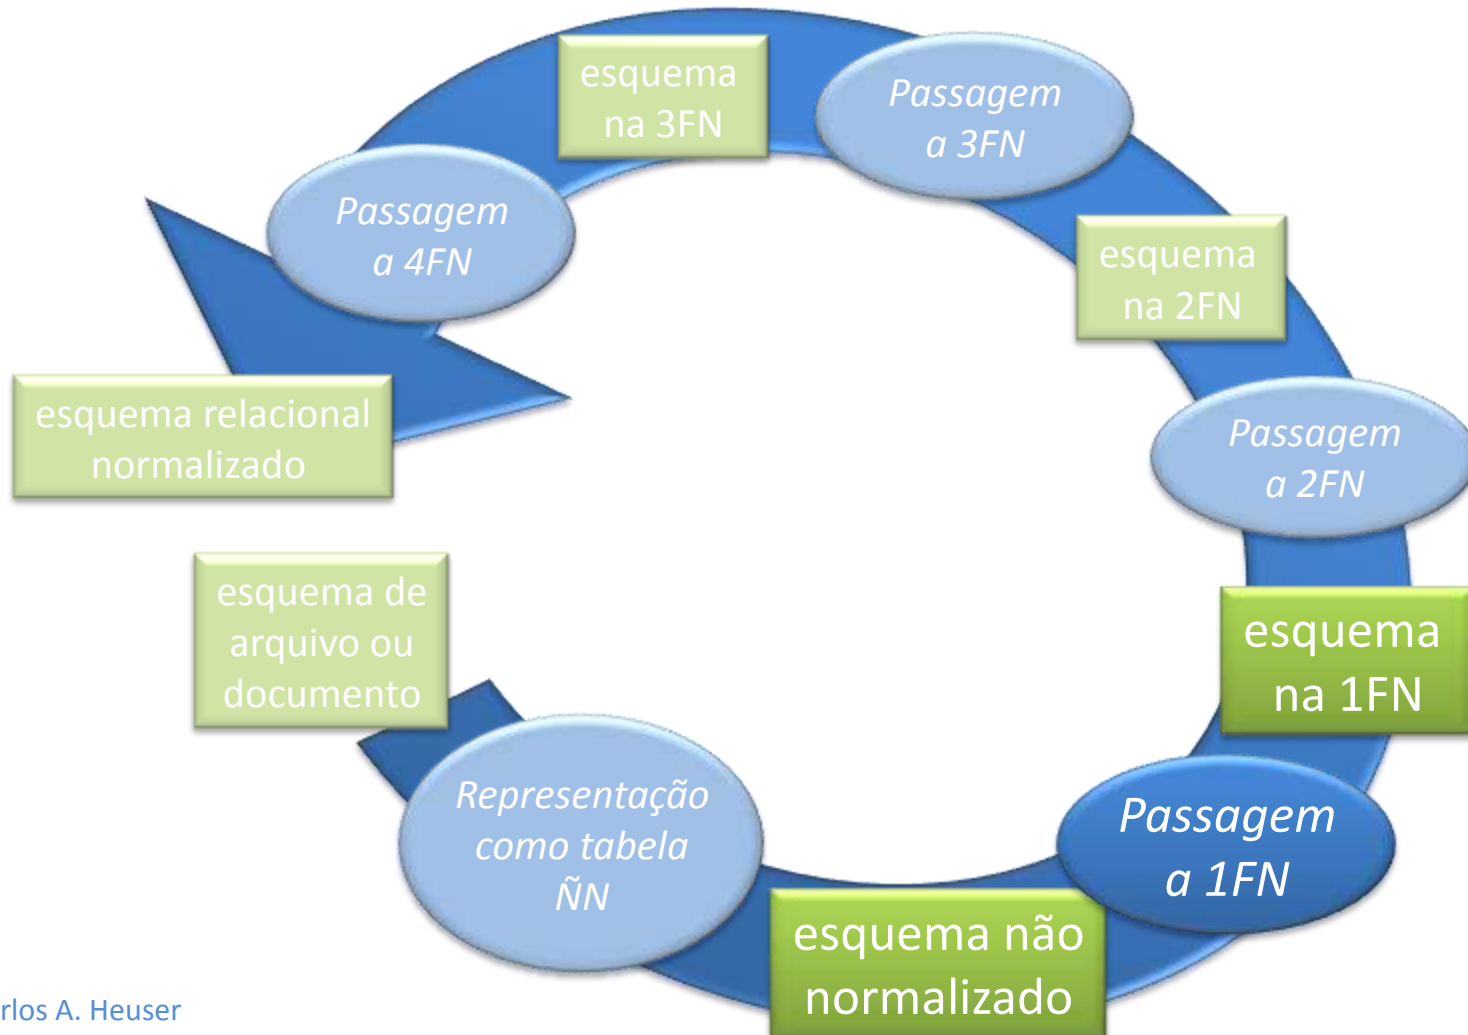 esquema
na 3FN
Passagem
a 3FN
Passagem
a 4FN
esquema
na 2FN
esquema relacional
normalizado
Passagem
a 2FN
esquema de
arquivo ou
documento
esquema
na 1FN
Representação
como tabela
ÑN
Passagem
a 1FN
esquema não
normalizado
rlos A. Heuser